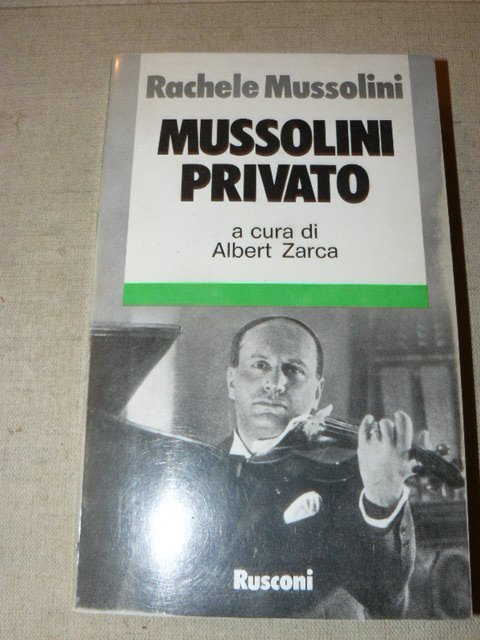 Rachele Mussolini
MUSSOLINI
PRIVATO
a cura di
Albert Zarca
Rusconi